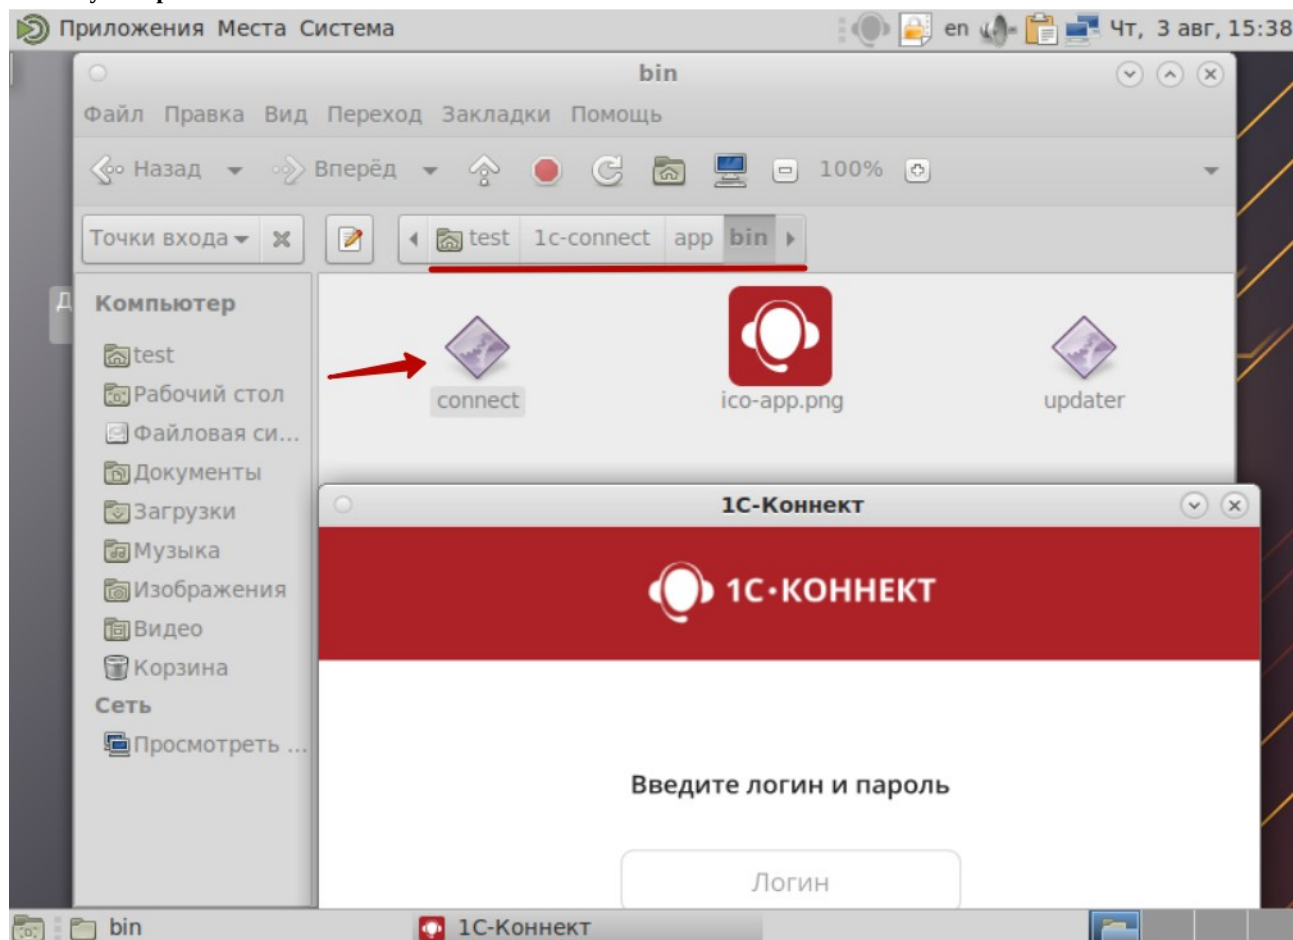 Приложения Места Система en Чт, 3 авг, 15:38
bin
Файл Правка Вид Переход Закладки Помощь
Назад Вперёд 100%
Точки входа test 1c-connect app bin
Д
Компьютер
test
Рабочий стол
Файловая си...
Документы
Загрузки
Музыка
Изображения
Видео
Корзина
Сеть
Просмотреть ...
connect ico-app.png updater
1С-Коннект
1С·КОННЕКТ
Введите логин и пароль
Логин
bin 1С-Коннект